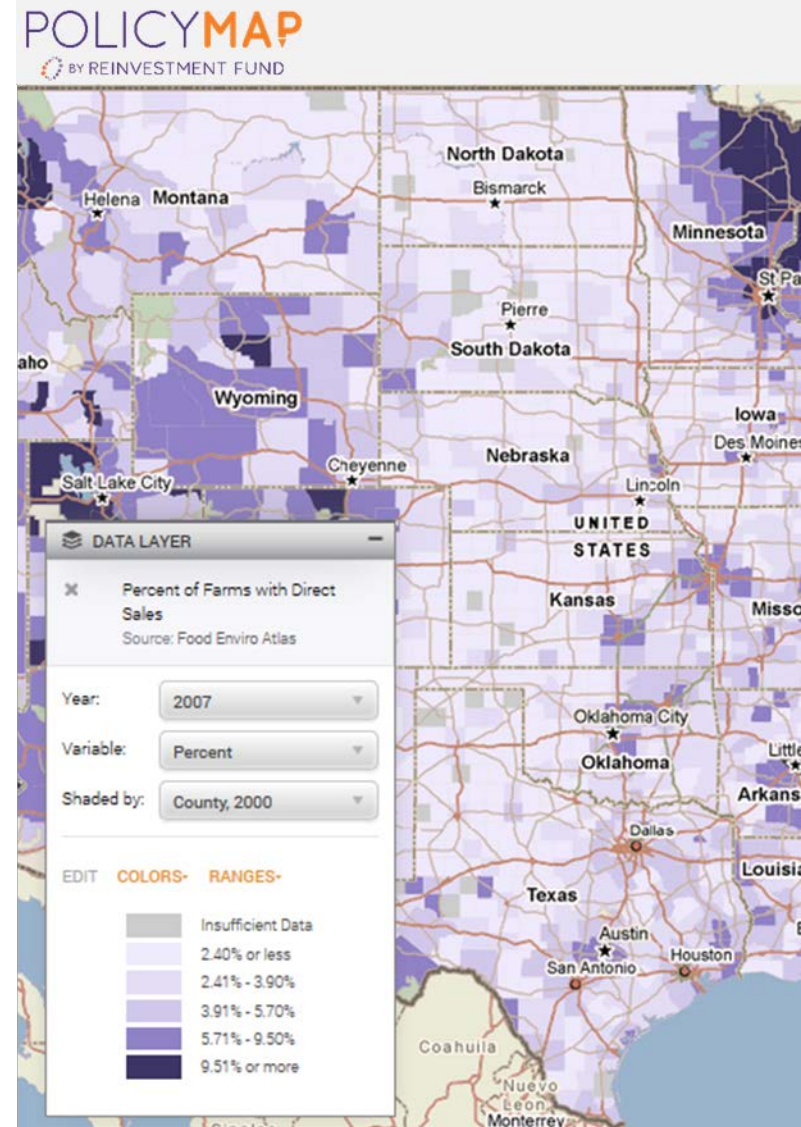 POLICYMAP
BY REINVESTMENT FUND
North Dakota
Helena Montana
Bismarck
Minnesota
St Pa
Pierre
South Dakota
aho
Wyoming
Iowa
Nebraska
Des Moines
Cheyenne
Salt Lake City
Lincoln
UNITED
STATES
Kansas
Misso
Oklahoma City
Little
Oklahoma
Arkans
Dallas
Louisia
Texas
Austin
Houston
San Antonio
Coahuila
Nuevo
Leon
Monterrey
DATA LAYER
Percent of Farms with Direct
Sales
Source: Food Enviro Atlas
Year: 2007
Variable: Percent
Shaded by: County, 2000
EDIT COLORS RANGES
Insufficient Data
2.40% or less
2.41% - 3.90%
3.91% - 5.70%
5.71% - 9.50%
9.51% or more